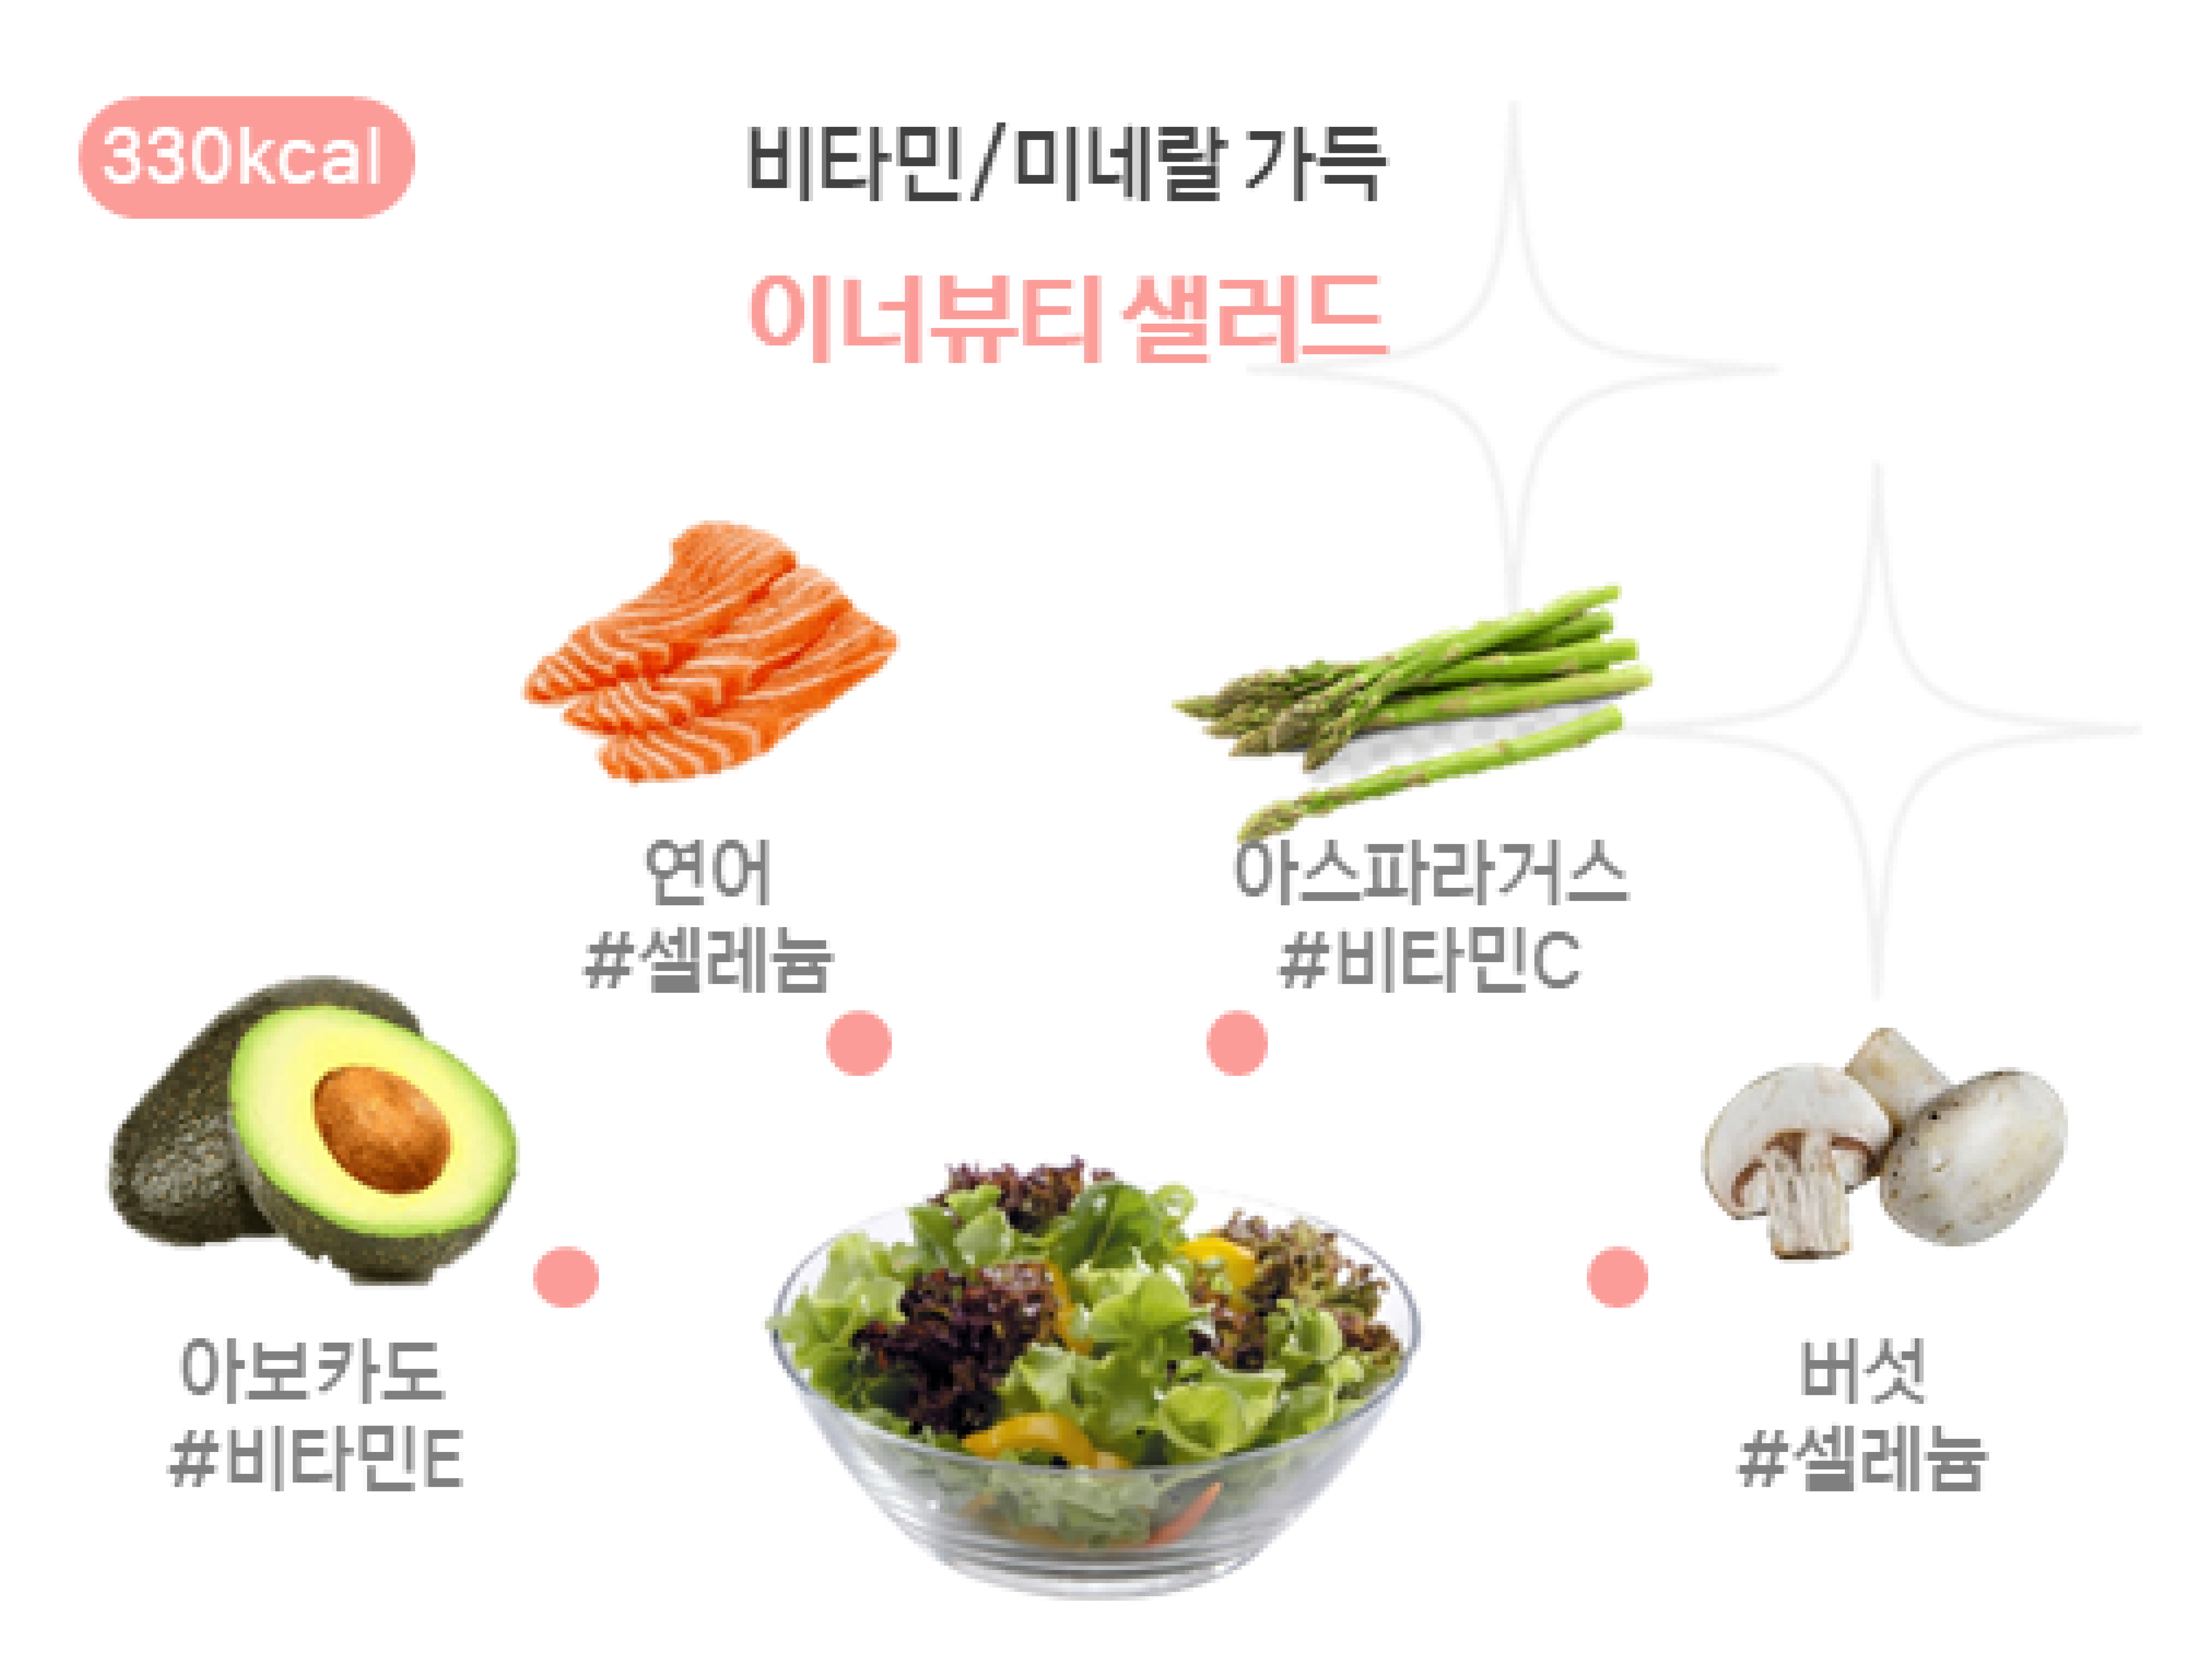 330kcal
비타민/미네랄 가득
이너뷰티 샐러드
연어
#셀레늄
아스파라거스
#비타민C
아보카도
#비타민E
버섯
#셀레늄